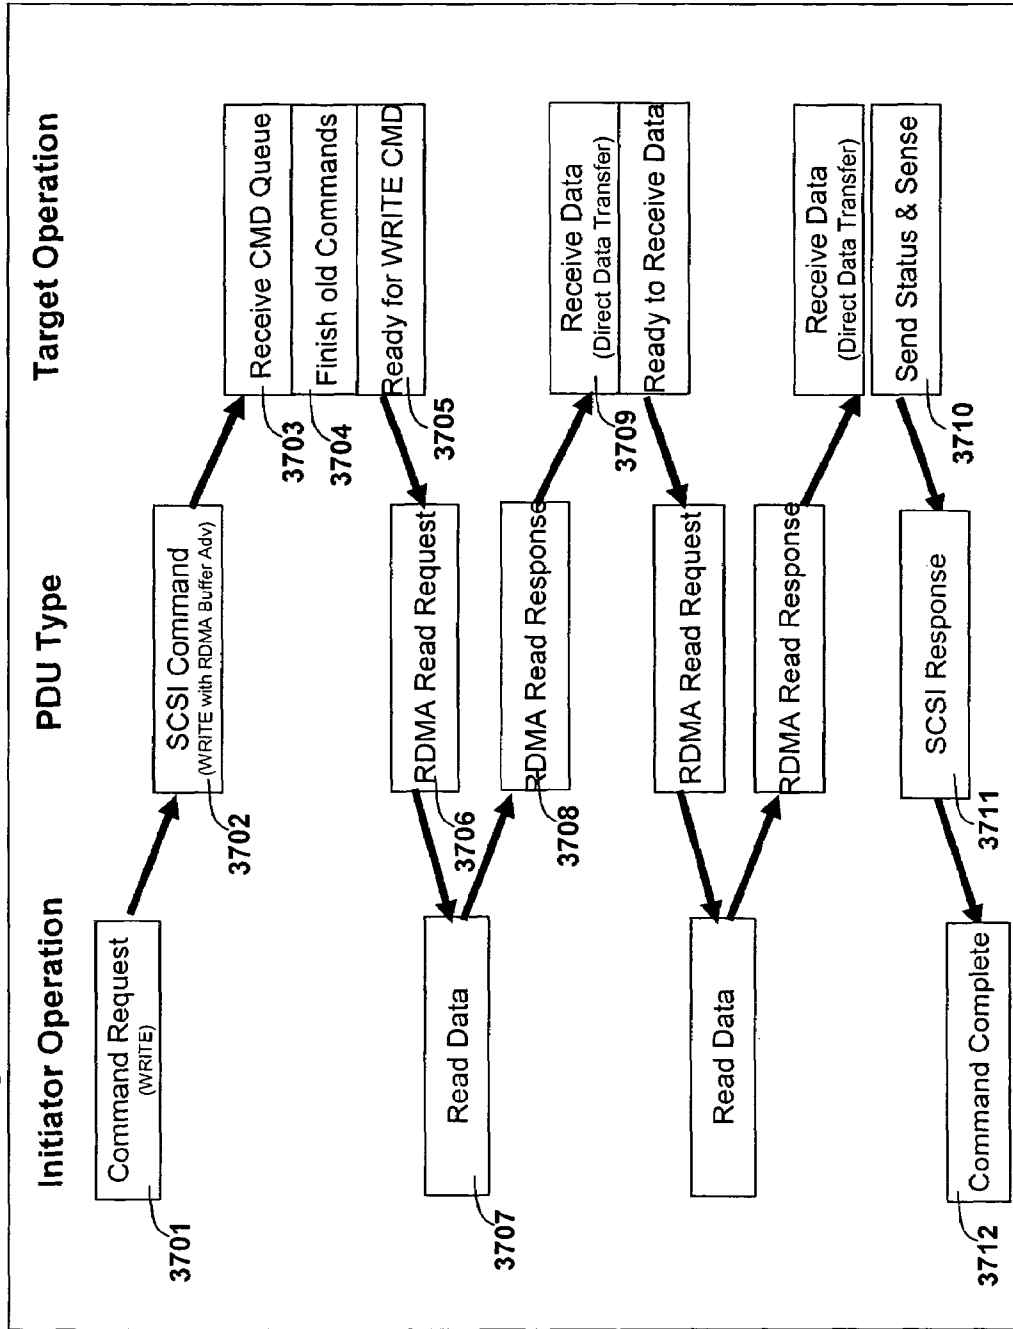 Initiator Operation
PDU Type
Target Operation
Command Request
(WRITE)
3701
SCSI Command
(WRITE with RDMA Buffer Adv)
3702
Receive CMD Queue
3703
Finish old Commands
3704
Ready for WRITE CMD
3705
RDMA Read Request
3706
Read Data
3707
RDMA Read Response
3708
Receive Data
(Direct Data Transfer)
3709
Ready to Receive Data
RDMA Read Request
Read Data
RDMA Read Response
Receive Data
(Direct Data Transfer)
Send Status & Sense
3710
SCSI Response
3711
Command Complete
3712